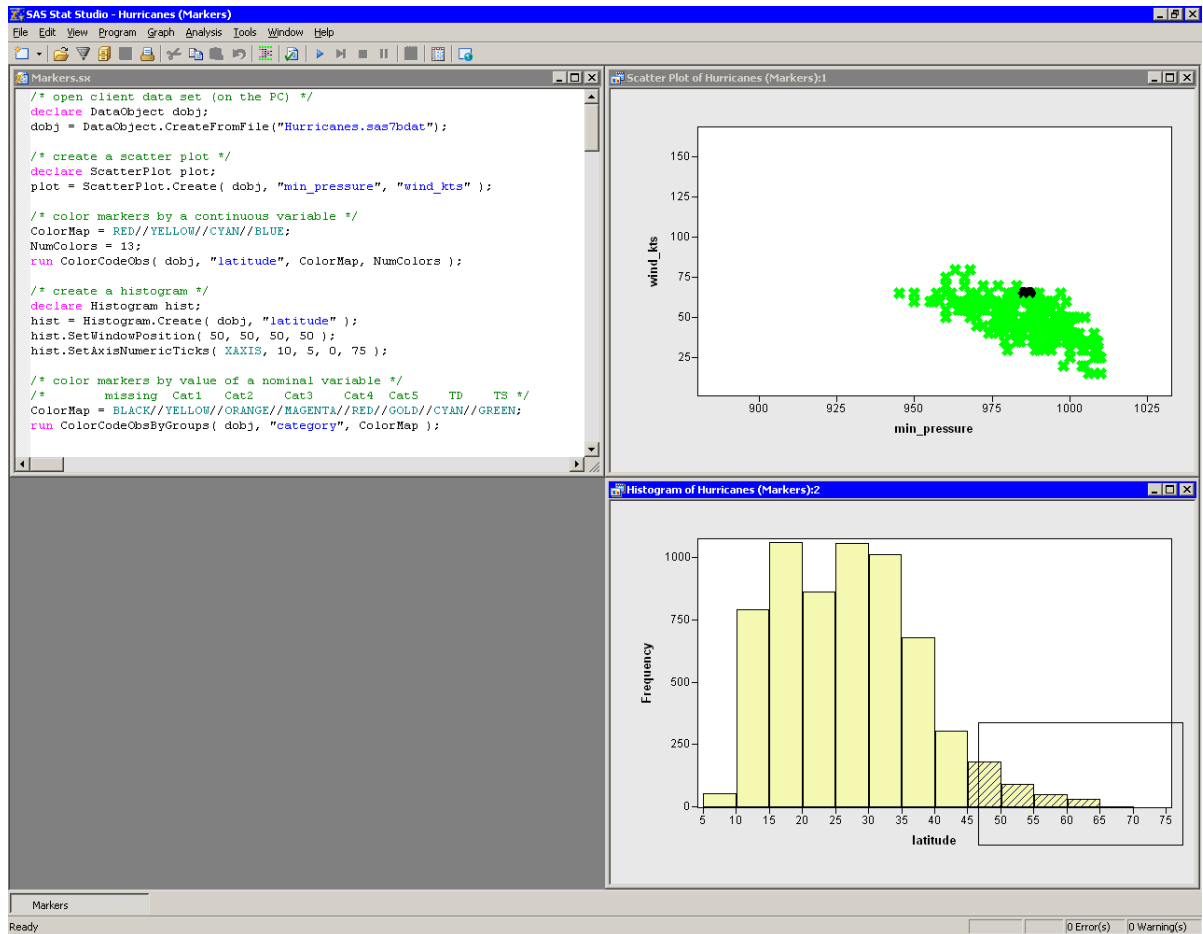 SAS Stat Studio - Hurricanes (Markers)
File Edit View Program Graph Analysis Tools Window Help
Markers.sx
/* open client data set (on the PC) */
declare DataObject dobj;
dobj = DataObject.CreateFromFile("Hurricanes.sas7bdat");
/* create a scatter plot */
declare ScatterPlot plot;
plot = ScatterPlot.Create( dobj, "min_pressure", "wind_kts" );
/* color markers by a continuous variable */
ColorMap = RED//YELLOW//CYAN//BLUE;
NumColors = 13;
run ColorCodeObs( dobj, "latitude", ColorMap, NumColors );
/* create a histogram */
declare Histogram hist;
hist = Histogram.Create( dobj, "latitude" );
hist.SetWindowPosition( 50, 50, 50, 50 );
hist.SetAxisNumericTicks( XAXIS, 10, 5, 0, 75 );
/* color markers by value of a nominal variable */
/* missing Cat1 Cat2 Cat3 Cat4 Cat5 TD TS */
ColorMap = BLACK//YELLOW//ORANGE//MAGENTA//RED//GOLD//CYAN//GREEN;
run ColorCodeObsByGroups( dobj, "category", ColorMap );
Scatter Plot of Hurricanes (Markers):1
150
125
100
75
50
25
wind_kts
900 925 950 975 1000 1025
min_pressure
Histogram of Hurricanes (Markers):2
1000
750
500
250
0
Frequency
5 10 15 20 25 30 35 40 45 50 55 60 65 70 75
latitude
Markers
Ready
0 Error(s) 0 Warning(s)